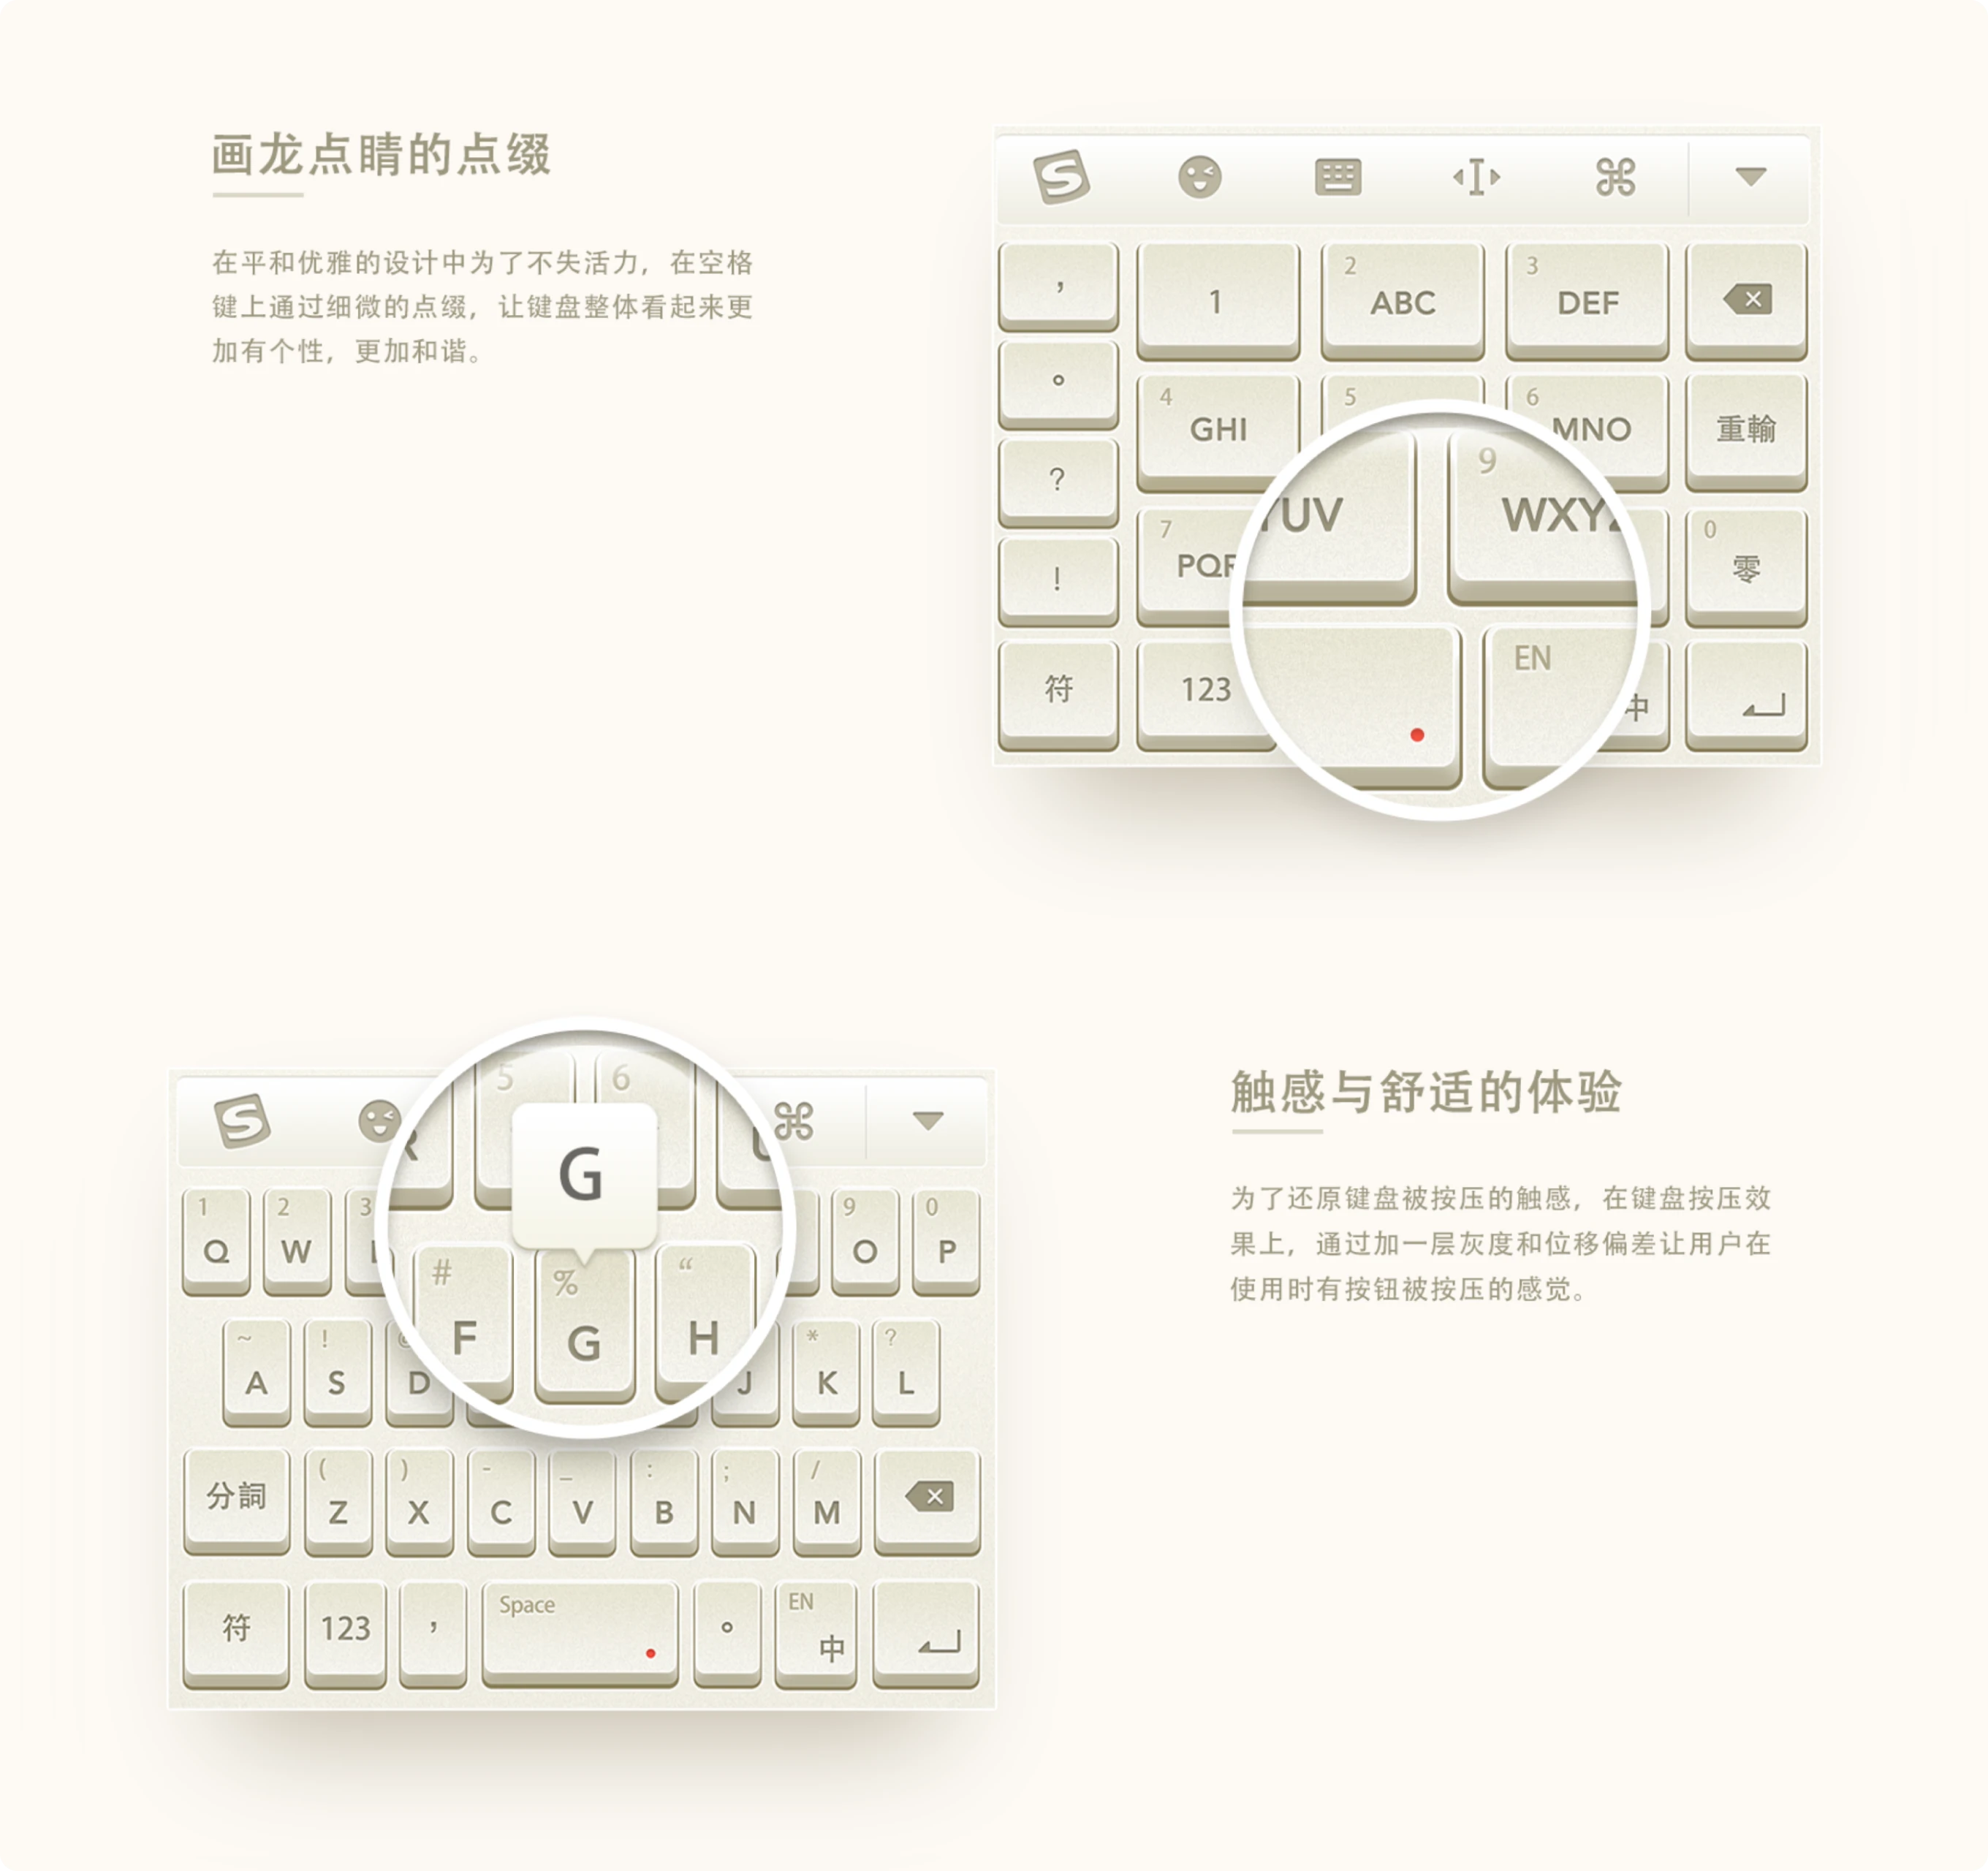 画龙点睛的点缀
在平和优雅的设计中为了不失活力，在空格
键上通过细微的点缀，让键盘整体看起来更
加有个性，更加和谐。
S
， 1 2 ABC 3 DEF
。 4 GHI 5 6 MNO 重輸
?
! 7 PQR TUV 9 WXYZ 0 零
符 123 EN 中
触感与舒适的体验
为了还原键盘被按压的触感，在键盘按压效
果上，通过加一层灰度和位移偏差让用户在
使用时有按钮被按压的感觉。
S
5 6
G
1 Q 2 W 3 9 O 0 P
~ A ! S D # F % G “ H J * K ? L
分詞 ( Z ) X - C _ V : B ; N / M
符 123 ， Space 。 EN 中